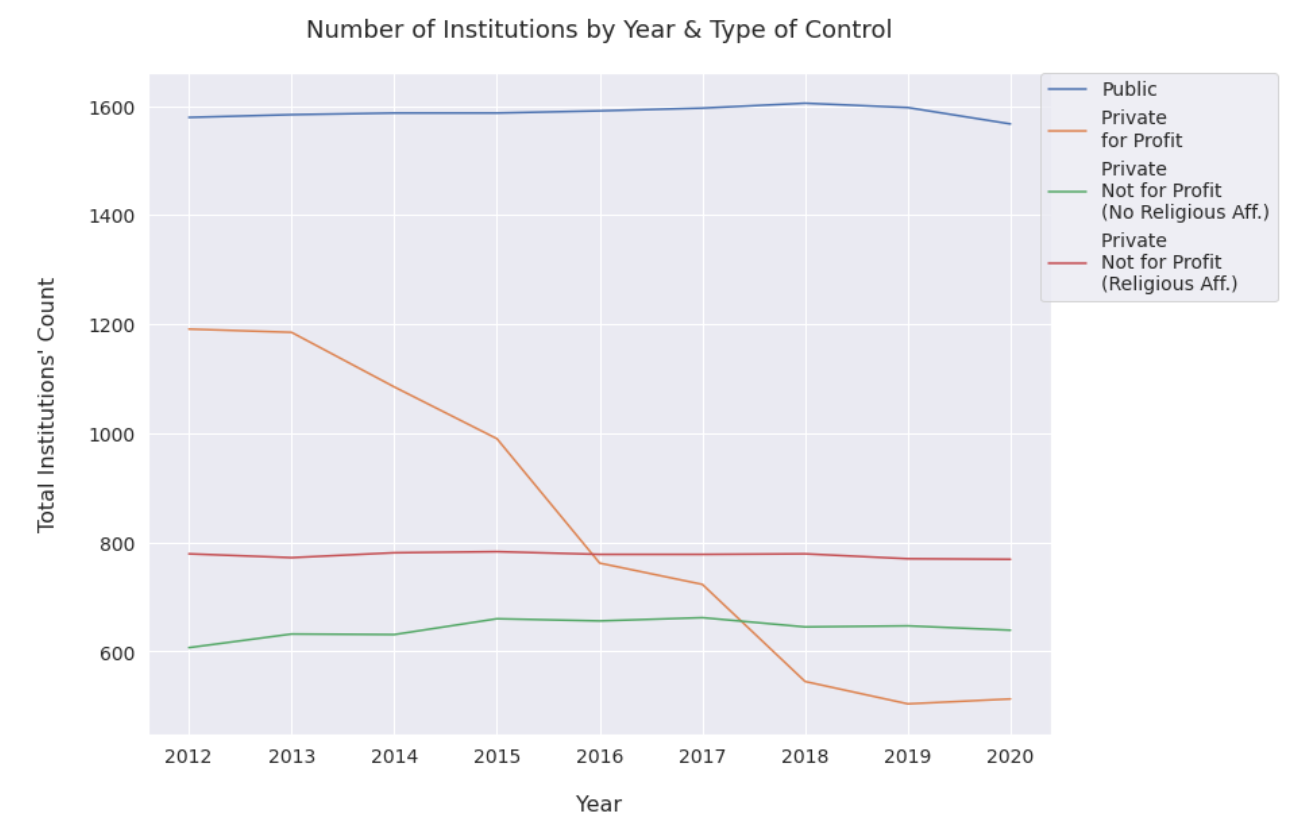 Number of Institutions by Year & Type of Control
Public
Private
for Profit
Private
Not for Profit
(No Religious Aff.)
Private
Not for Profit
(Religious Aff.)
Total Institutions' Count
1600
1400
1200
1000
800
600
2012 2013 2014 2015 2016 2017 2018 2019 2020
Year